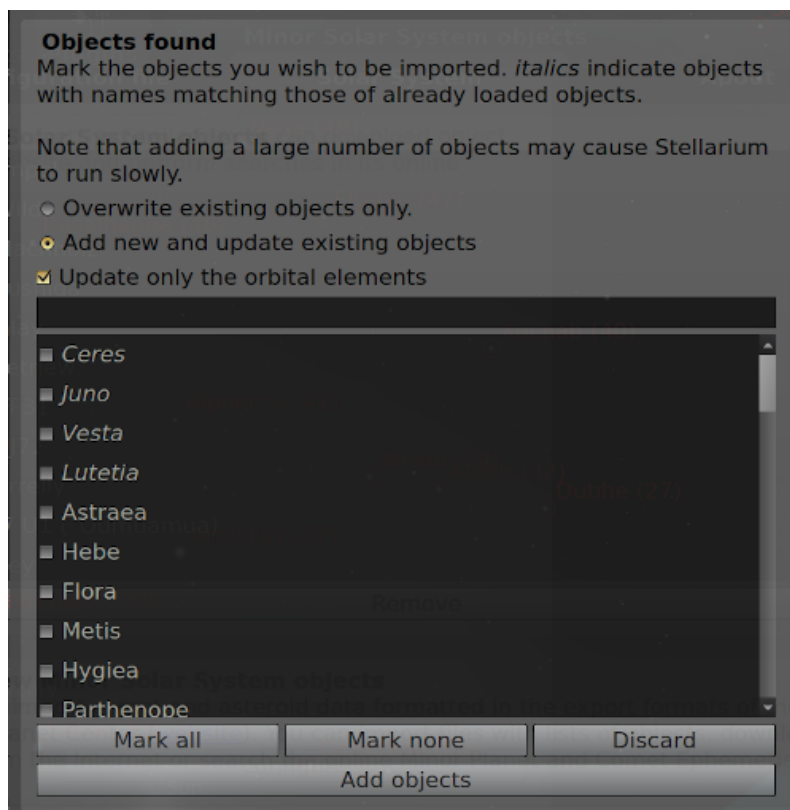 Objects found
Mark the objects you wish to be imported. italics indicate objects
with names matching those of already loaded objects.
Note that adding a large number of objects may cause Stellarium
to run slowly.
Overwrite existing objects only.
Add new and update existing objects
Update only the orbital elements
Ceres
Juno
Vesta
Lutetia
Astraea
Hebe
Flora
Metis
Hygiea
Parthenope
Mark all
Mark none
Discard
Add objects